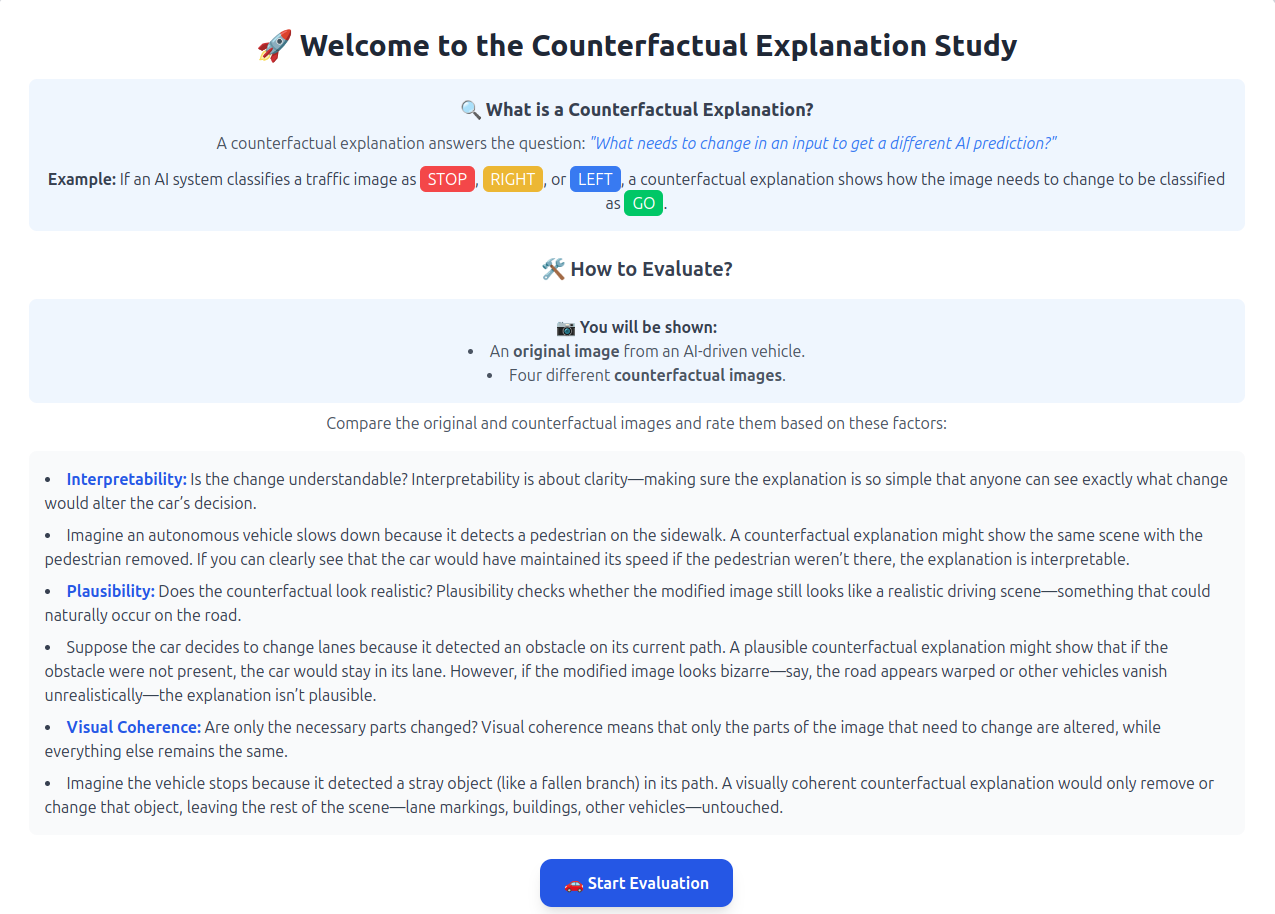 🚀 Welcome to the Counterfactual Explanation Study
🔍 What is a Counterfactual Explanation?
A counterfactual explanation answers the question: "What needs to change in an input to get a different AI prediction?"
Example: If an AI system classifies a traffic image as STOP, RIGHT, or LEFT, a counterfactual explanation shows how the image needs to change to be classified
as GO.
🛠️ How to Evaluate?
📷 You will be shown:
• An original image from an AI-driven vehicle.
• Four different counterfactual images.
Compare the original and counterfactual images and rate them based on these factors:
• Interpretability: Is the change understandable? Interpretability is about clarity—making sure the explanation is so simple that anyone can see exactly what change
would alter the car’s decision.
• Imagine an autonomous vehicle slows down because it detects a pedestrian on the sidewalk. A counterfactual explanation might show the same scene with the
pedestrian removed. If you can clearly see that the car would have maintained its speed if the pedestrian weren’t there, the explanation is interpretable.
• Plausibility: Does the counterfactual look realistic? Plausibility checks whether the modified image still looks like a realistic driving scene—something that could
naturally occur on the road.
• Suppose the car decides to change lanes because it detected an obstacle on its current path. A plausible counterfactual explanation might show that if the
obstacle were not present, the car would stay in its lane. However, if the modified image looks bizarre—say, the road appears warped or other vehicles vanish
unrealistically—the explanation isn’t plausible.
• Visual Coherence: Are only the necessary parts changed? Visual coherence means that only the parts of the image that need to change are altered, while
everything else remains the same.
• Imagine the vehicle stops because it detected a stray object (like a fallen branch) in its path. A visually coherent counterfactual explanation would only remove or
change that object, leaving the rest of the scene—lane markings, buildings, other vehicles—untouched.
🚗 Start Evaluation